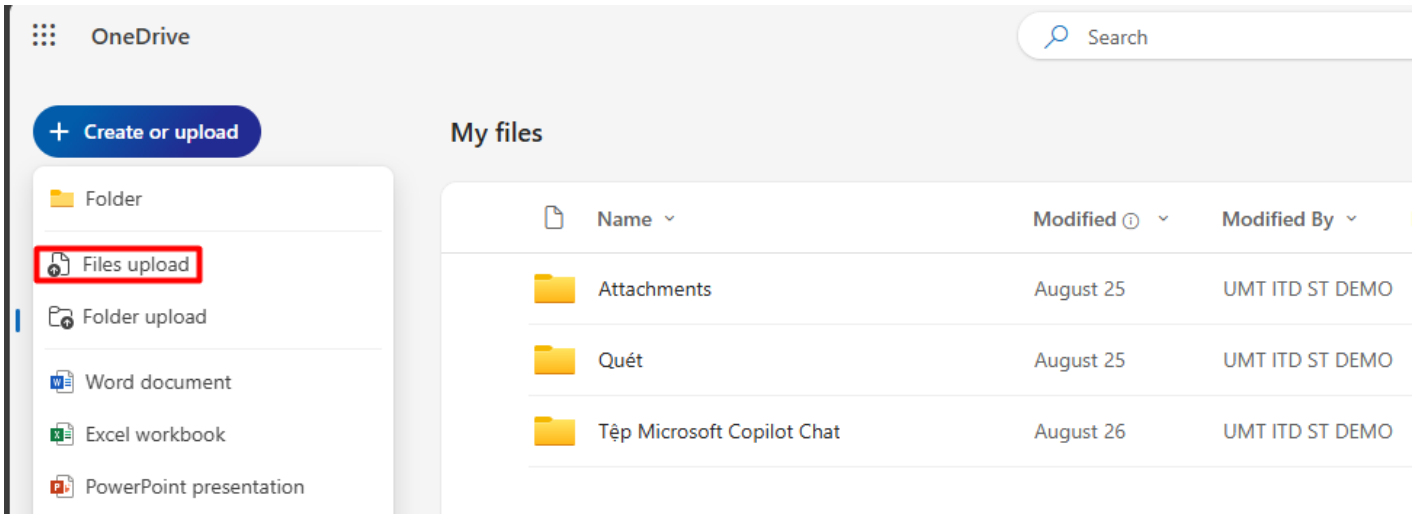 OneDrive
Search
Create or upload
My files
Folder
Files upload
Folder upload
Word document
Excel workbook
PowerPoint presentation
Name Modified Modified By
Attachments August 25 UMT ITD ST DEMO
Quét August 25 UMT ITD ST DEMO
Tệp Microsoft Copilot Chat August 26 UMT ITD ST DEMO